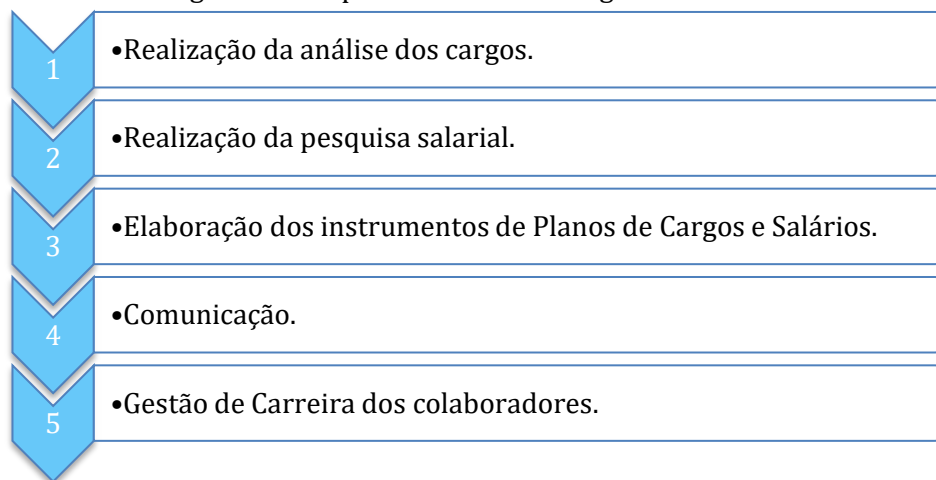 1
•Realização da análise dos cargos.
2
•Realização da pesquisa salarial.
3
•Elaboração dos instrumentos de Planos de Cargos e Salários.
4
•Comunicação.
5
•Gestão de Carreira dos colaboradores.